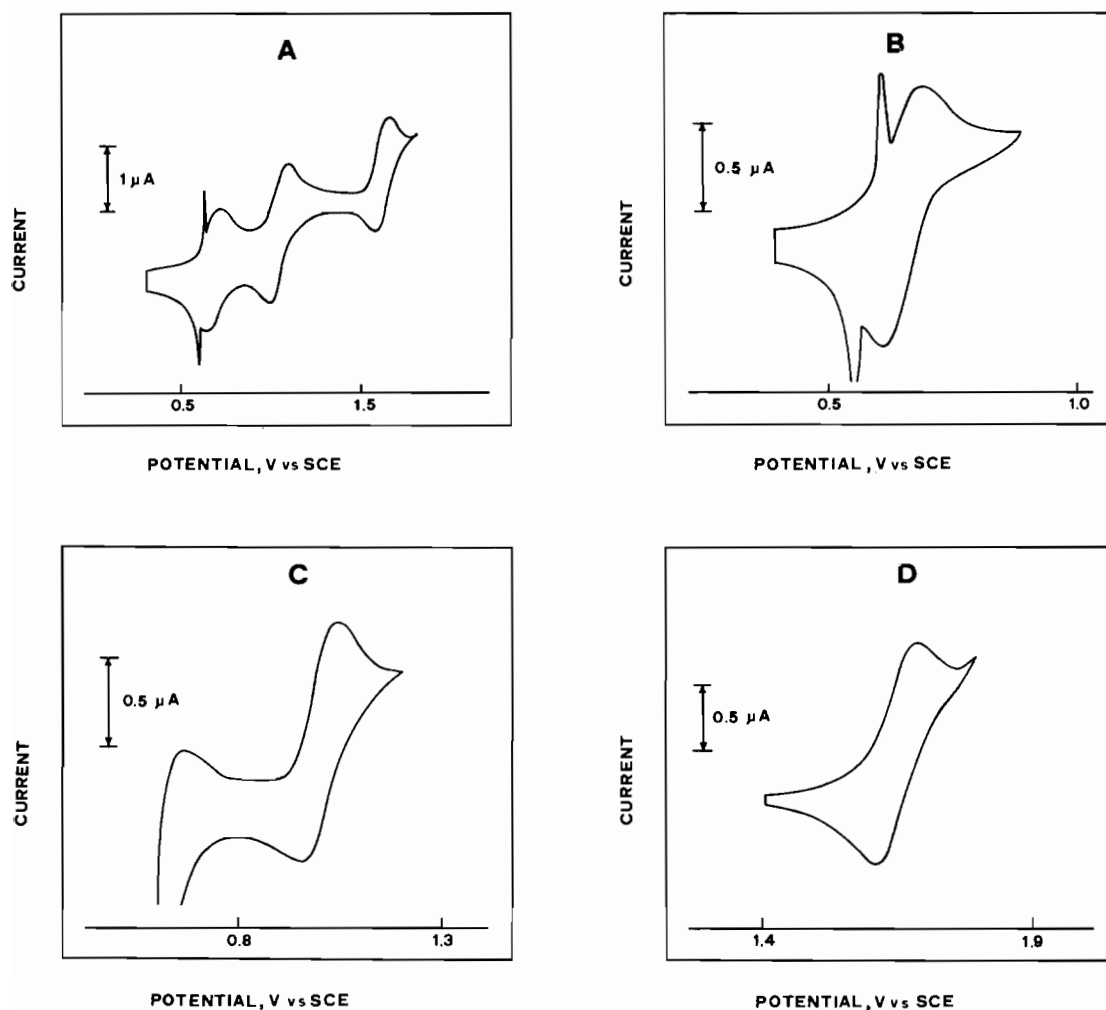 A
1 μA
CURRENT
0.5 1.5
POTENTIAL, V vs SCE
B
0.5 μA
CURRENT
0.5 1.0
POTENTIAL, V vs SCE
C
0.5 μA
CURRENT
0.8 1.3
POTENTIAL, V vs SCE
D
0.5 μA
CURRENT
1.4 1.9
POTENTIAL, V vs SCE